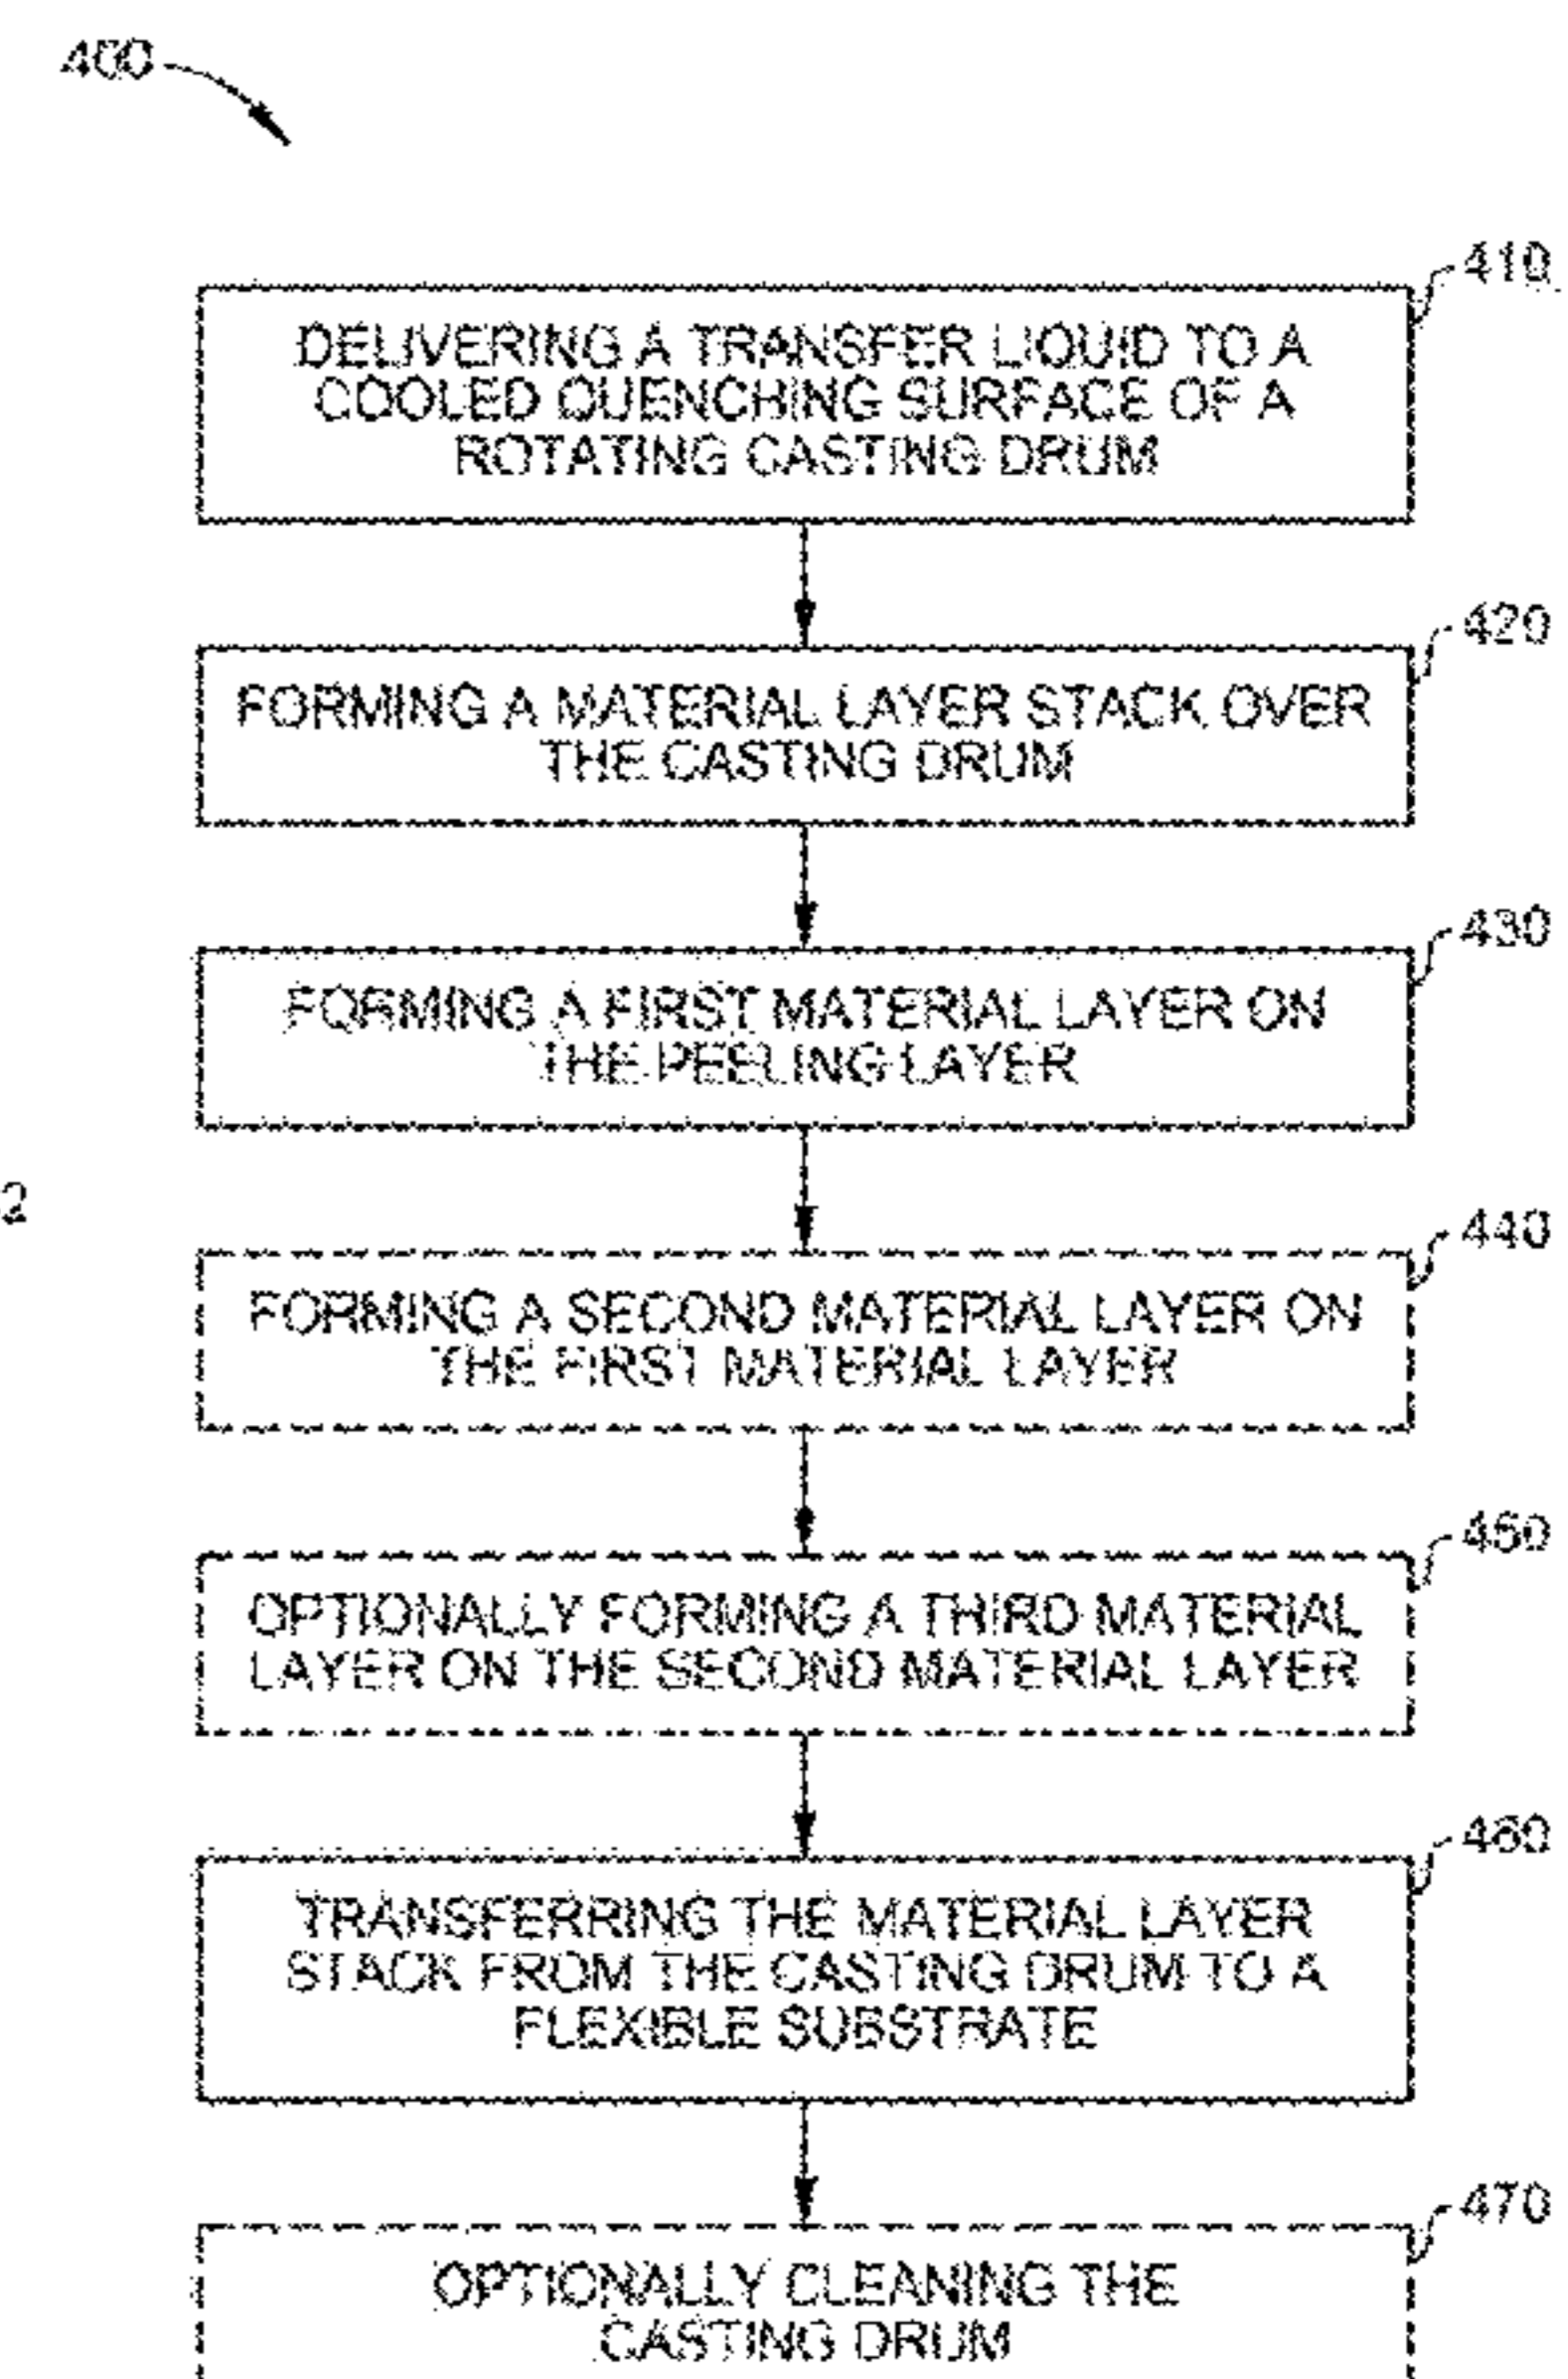 400
410
DELIVERING A TRANSFER LIQUID TO A
COOLED QUENCHING SURFACE OF A
ROTATING CASTING DRUM
420
FORMING A MATERIAL LAYER STACK OVER
THE CASTING DRUM
430
FORMING A FIRST MATERIAL LAYER ON
THE PEELING LAYER
2
440
FORMING A SECOND MATERIAL LAYER ON
THE FIRST MATERIAL LAYER
450
OPTIONALLY FORMING A THIRD MATERIAL
LAYER ON THE SECOND MATERIAL LAYER
460
TRANSFERRING THE MATERIAL LAYER
STACK FROM THE CASTING DRUM TO A
FLEXIBLE SUBSTRATE
470
OPTIONALLY CLEANING THE
CASTING DRUM